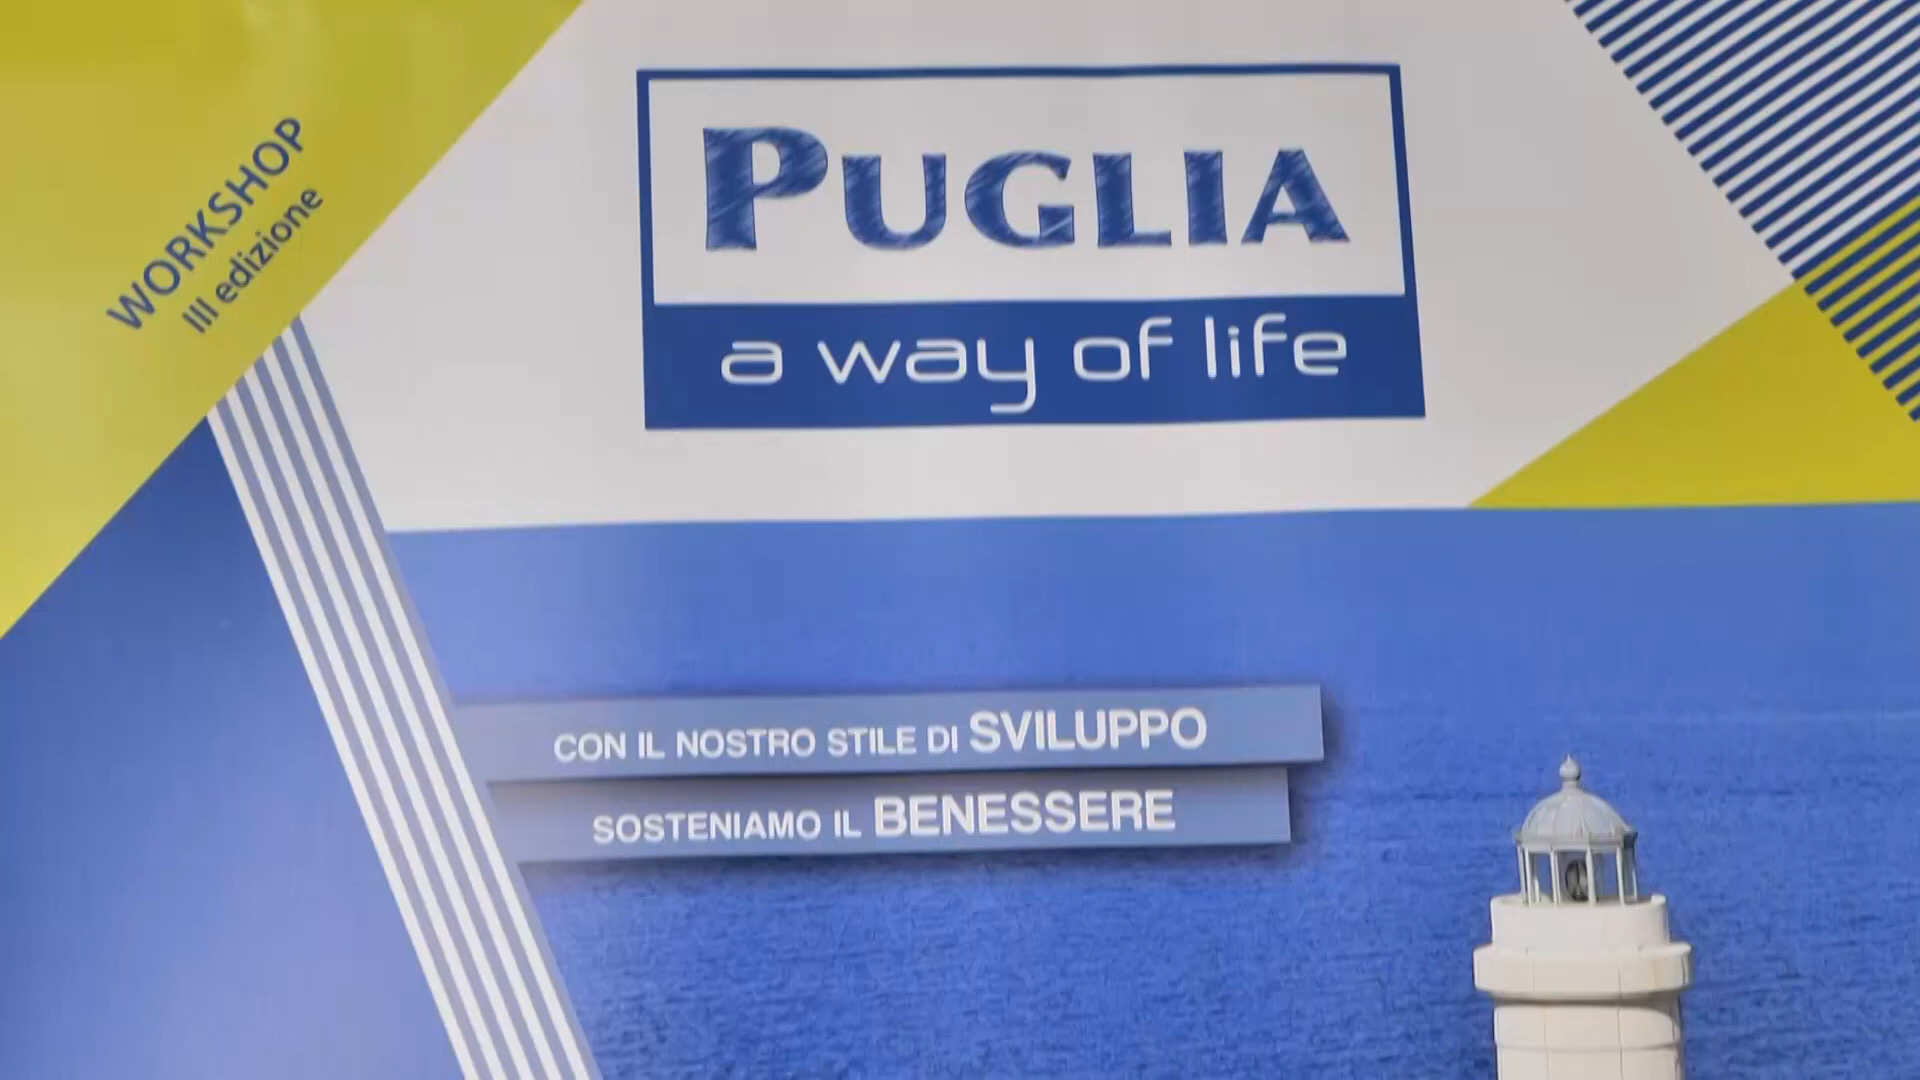 WORKSHOP
III edizione
PUGLIA
a way of life
CON IL NOSTRO STILE DI SVILUPPO
SOSTENIAMO IL BENESSERE